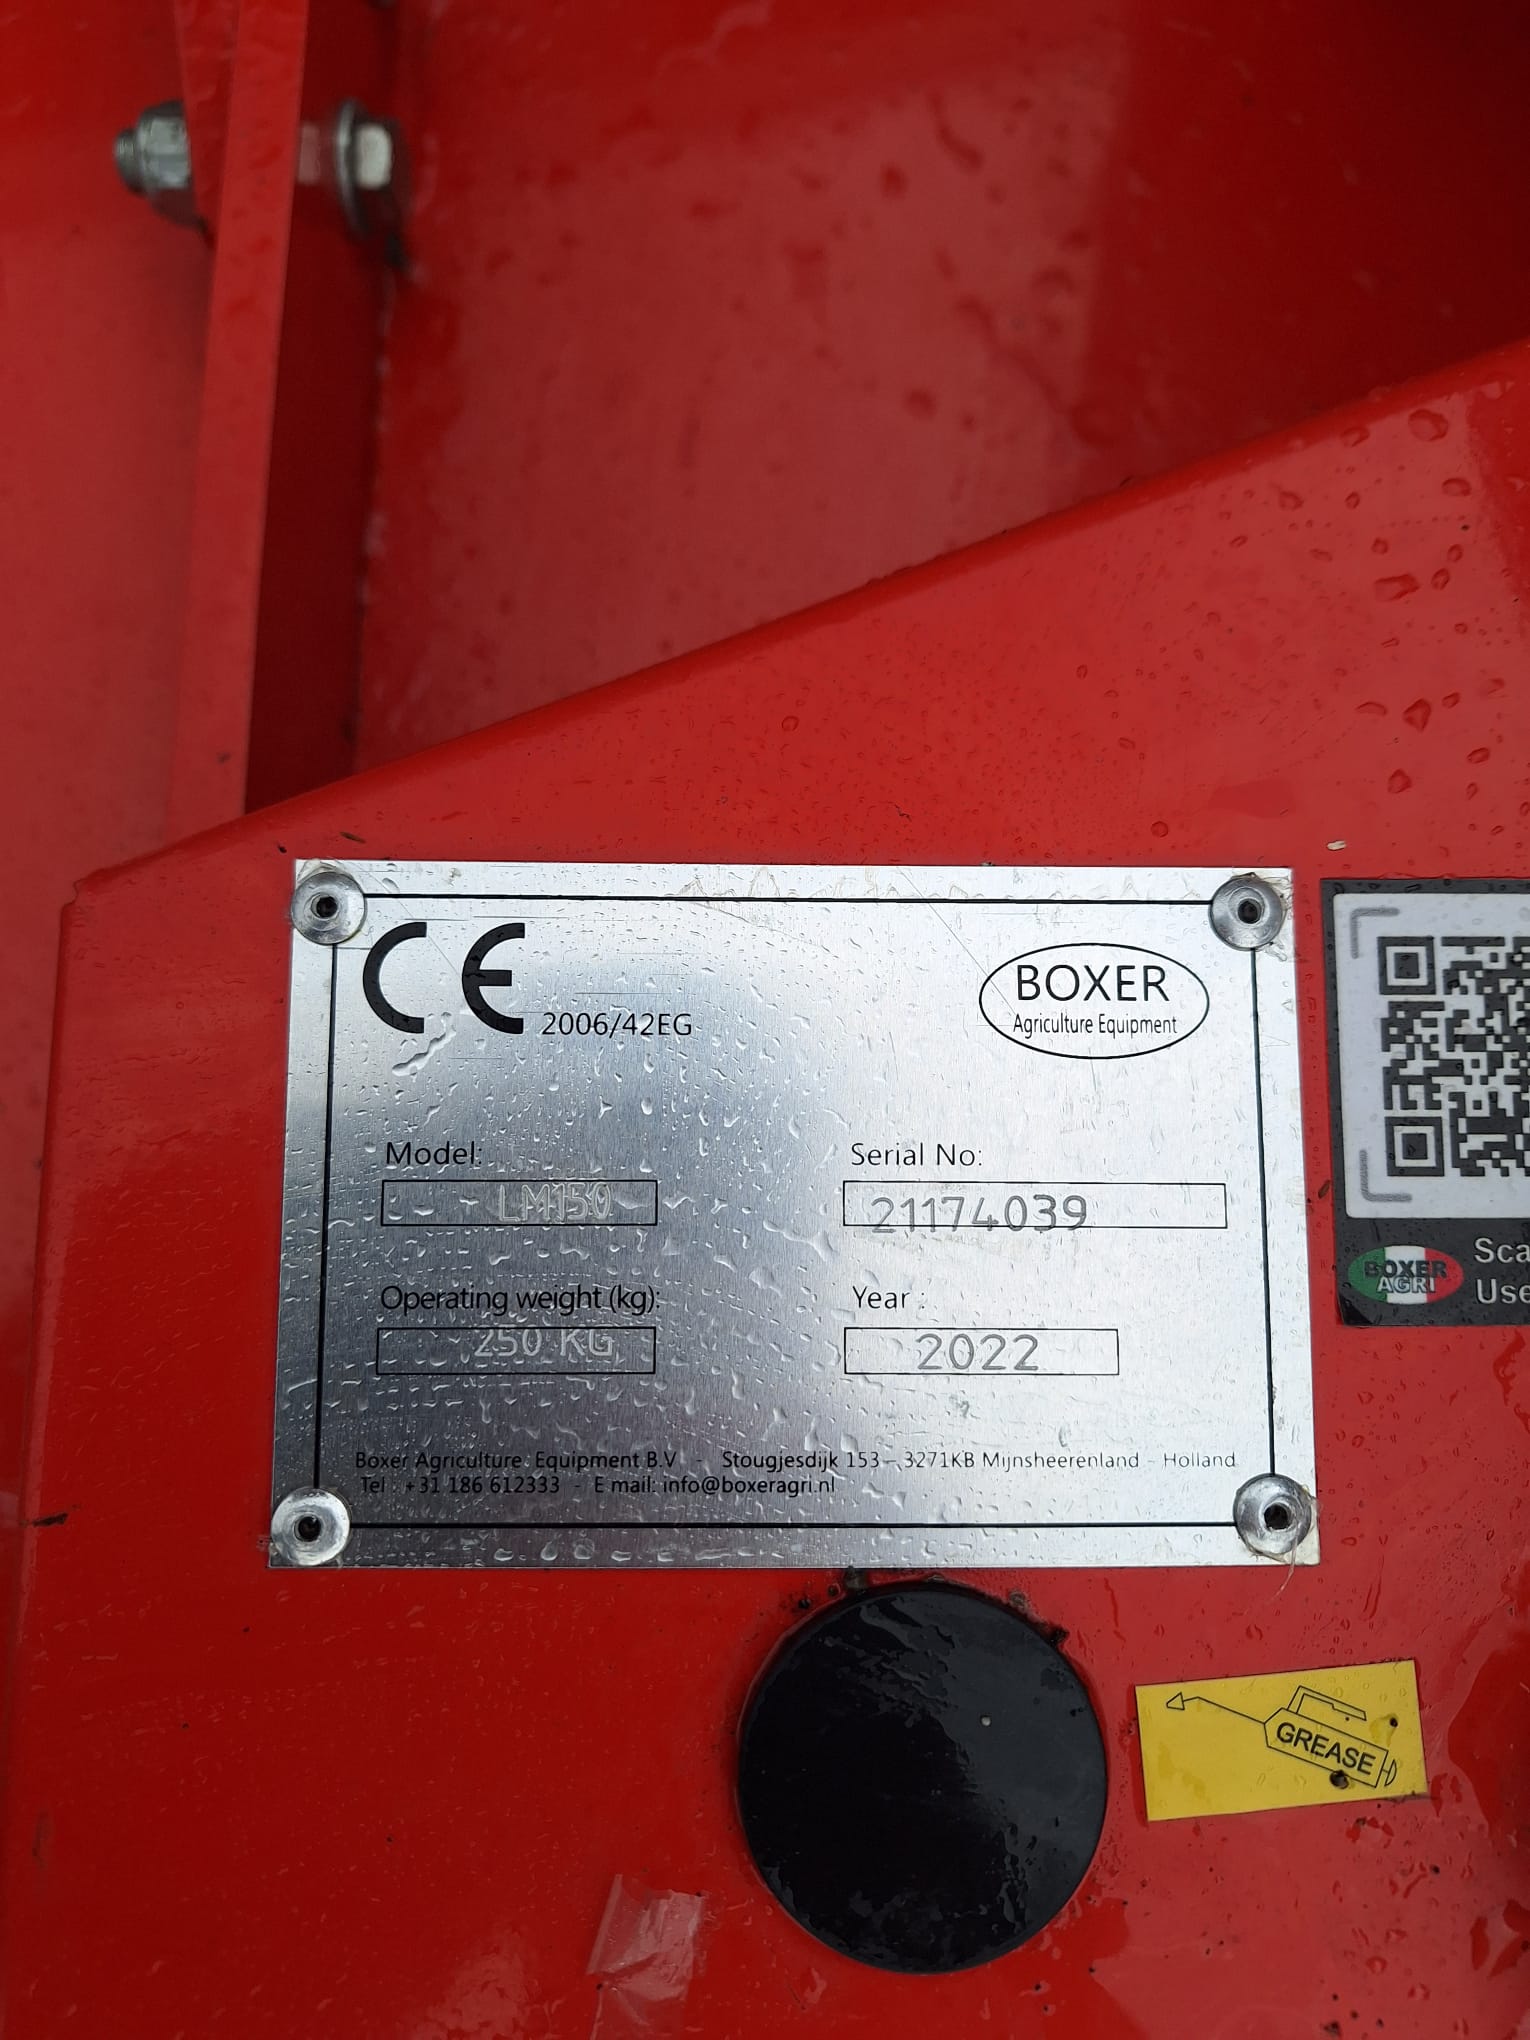 CE 2006/42EG
BOXER
Agriculture Equipment
Model:
Serial No:
LM150
21174039
Operating weight (kg):
Year :
250 KG
2022
Boxer Agriculture Equipment B.V - Stougjesdijk 153 - 3271KB Mijnsheerenland - Holland
Tel : +31 186 612333 - E mail: info@boxeragri.nl
BOXER
AGRI
GREASE